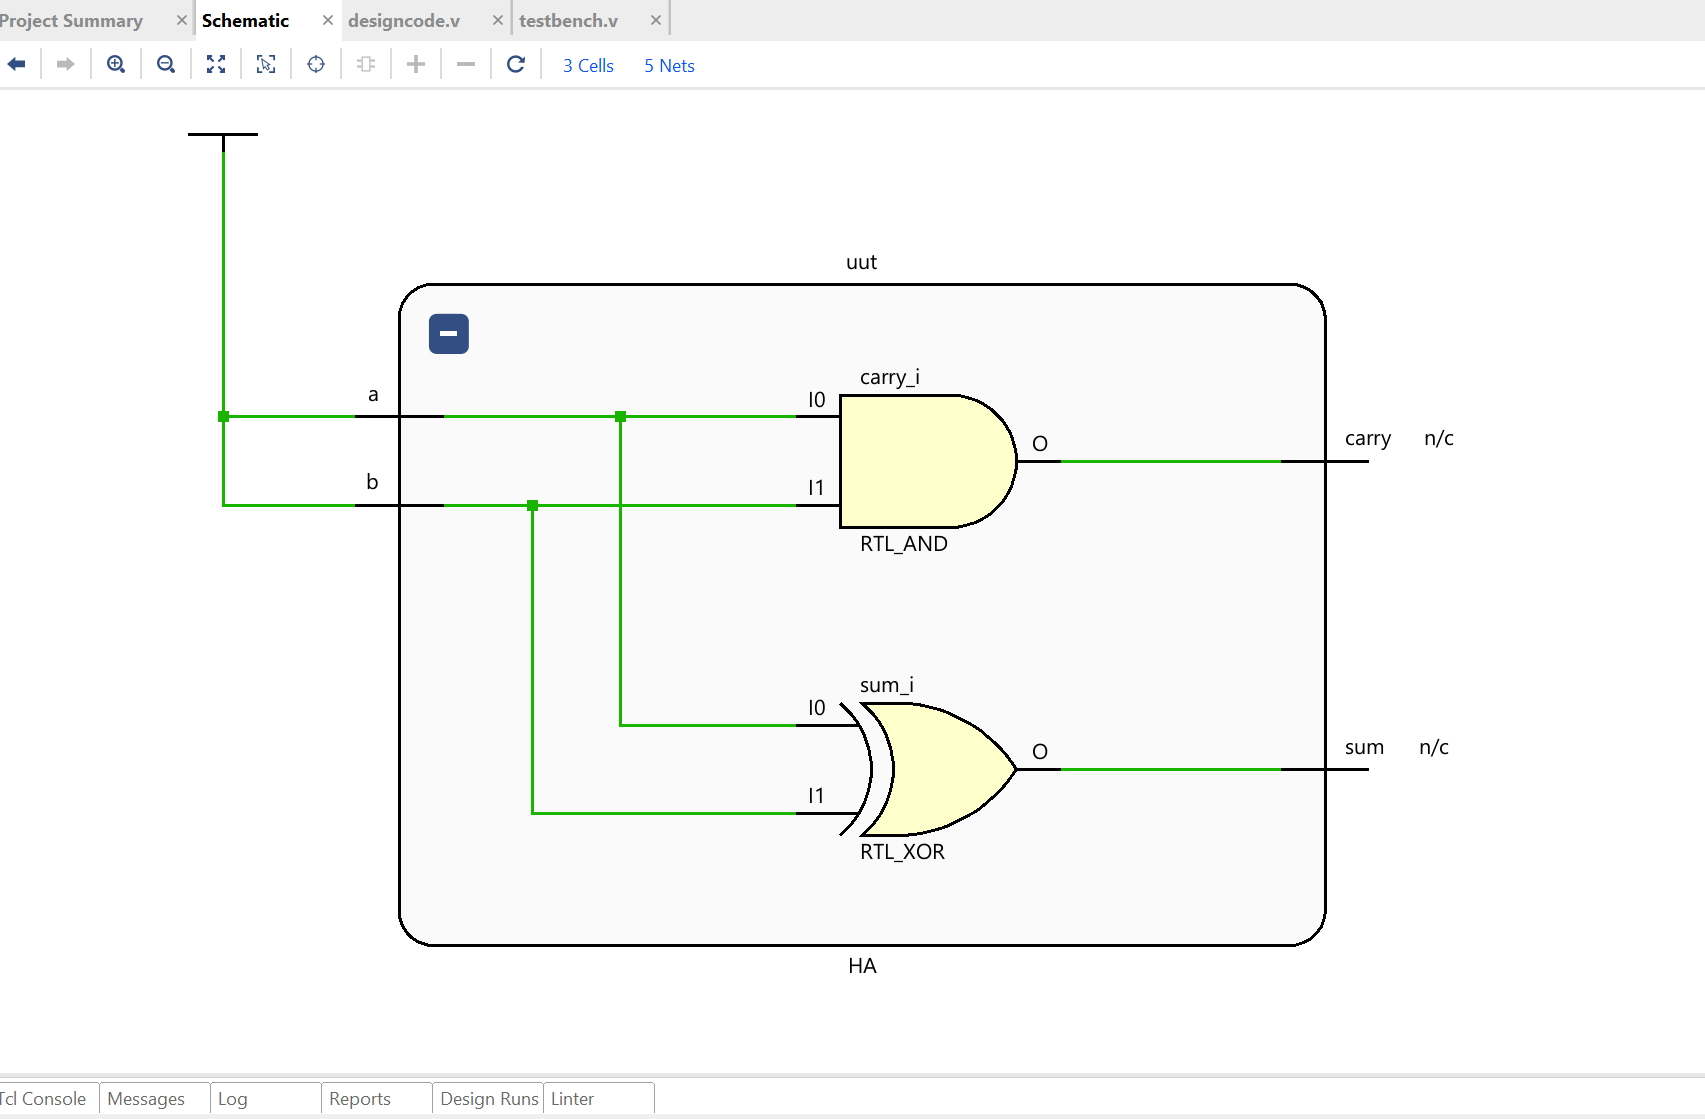 Project Summary Schematic designcode.v testbench.v
3 Cells 5 Nets
uut
a
b
carry_i
I0
I1
O
RTL_AND
carry n/c
sum_i
I0
I1
O
RTL_XOR
sum n/c
HA
Tcl Console Messages Log Reports Design Runs Linter